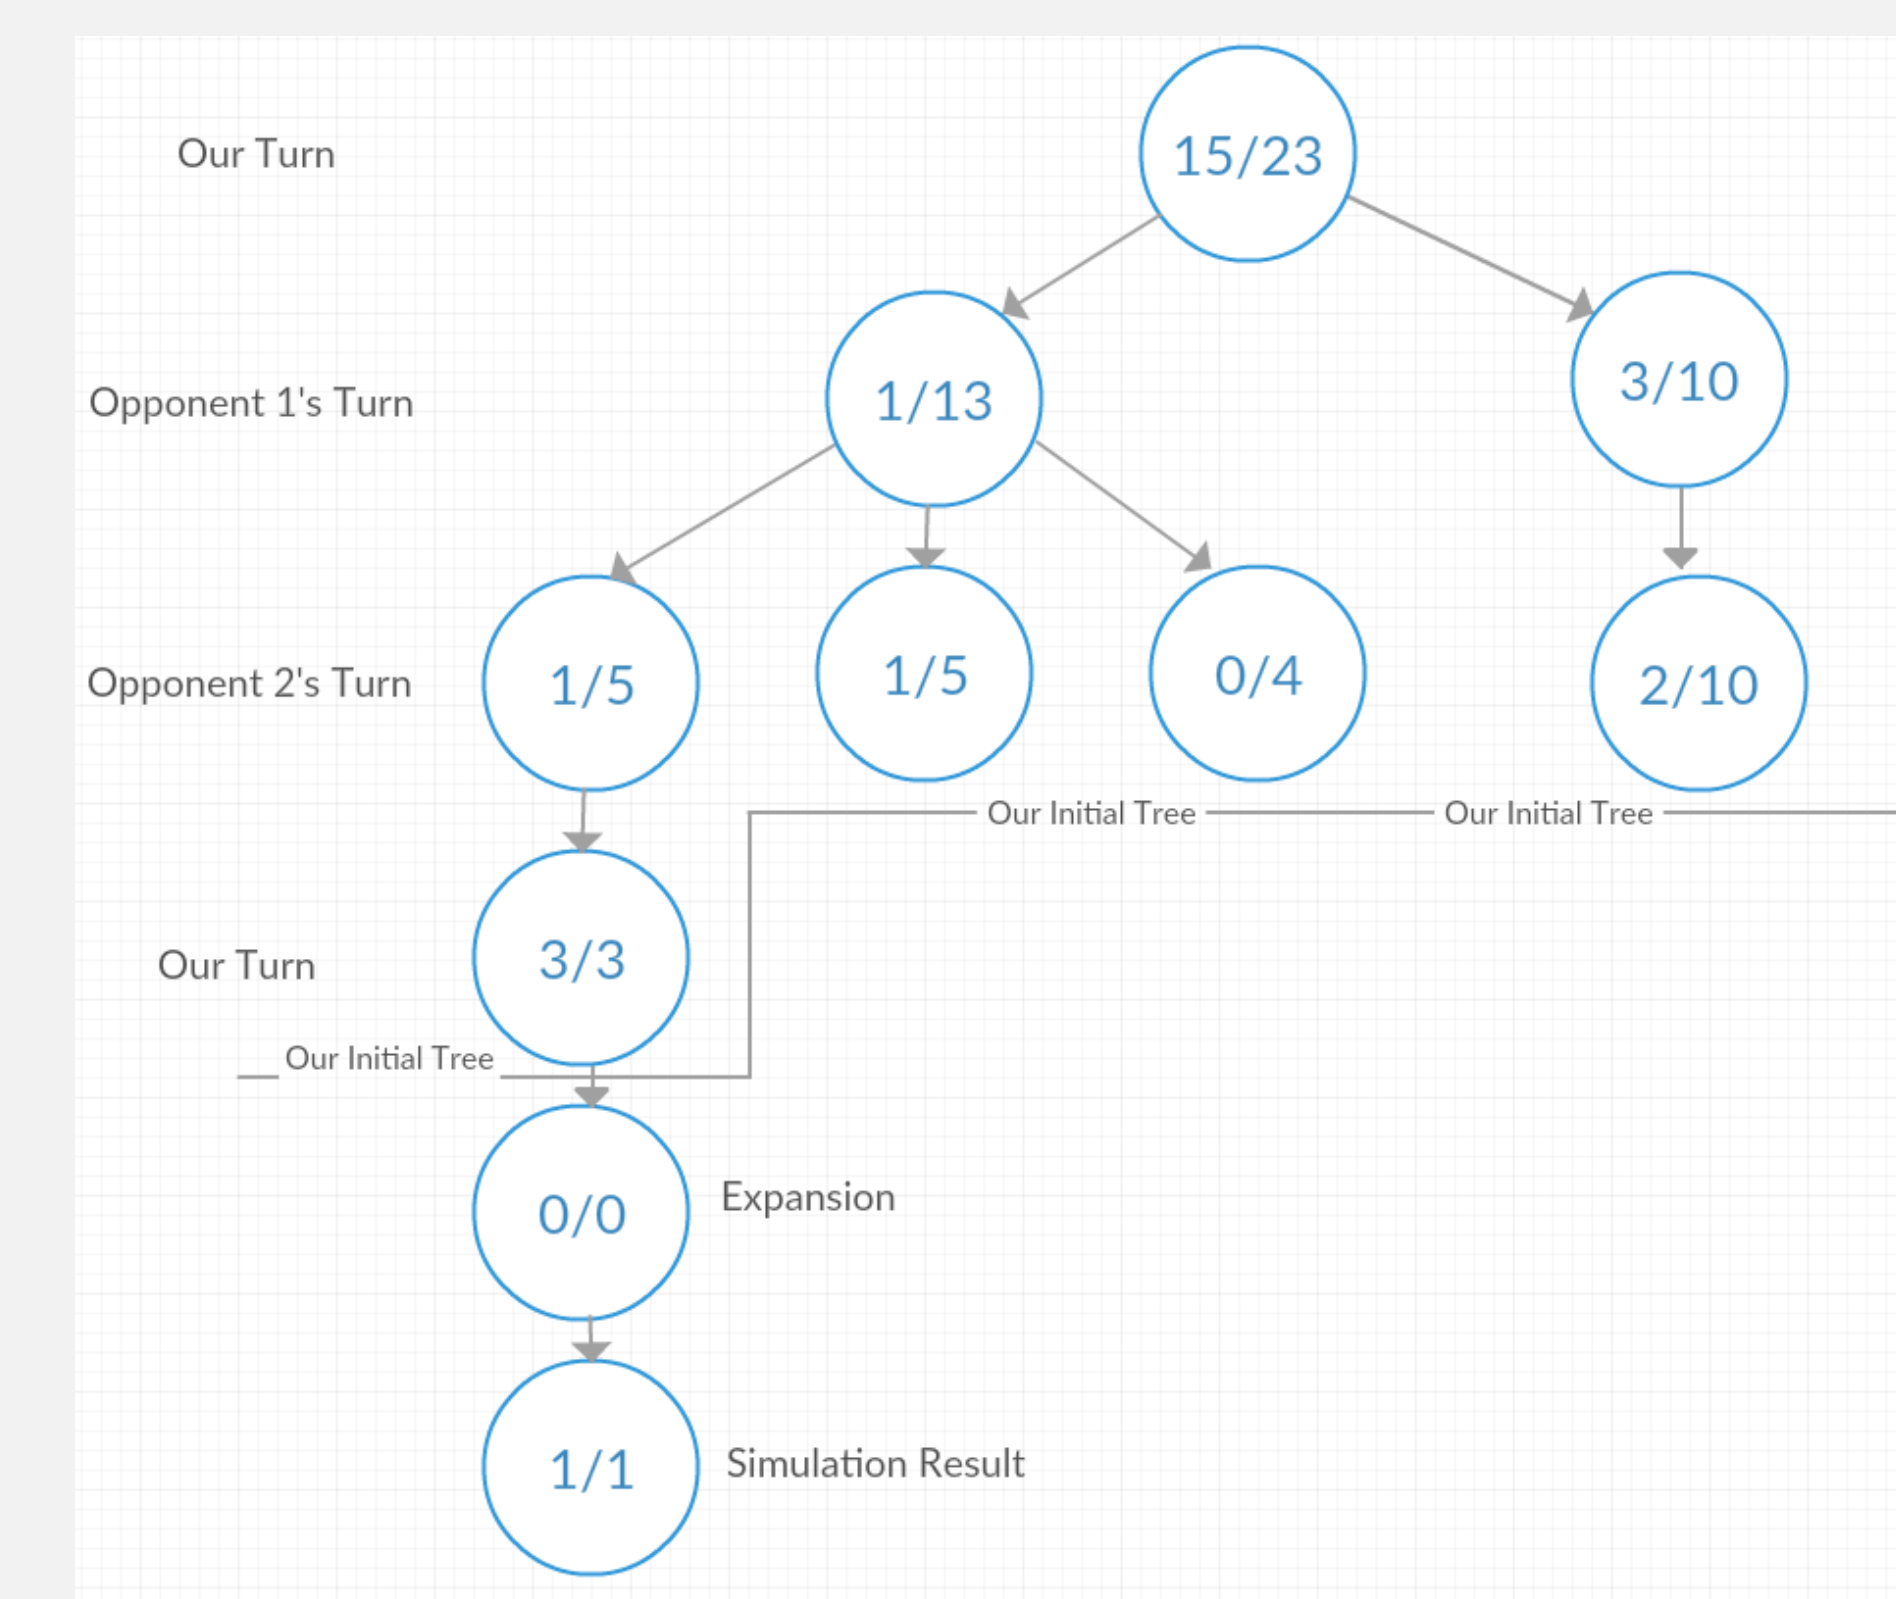 Our Turn
15/23
Opponent 1's Turn
1/13
3/10
Opponent 2's Turn
1/5
1/5
0/4
2/10
Our Initial Tree
Our Initial Tree
Our Turn
3/3
Our Initial Tree
0/0
Expansion
1/1
Simulation Result